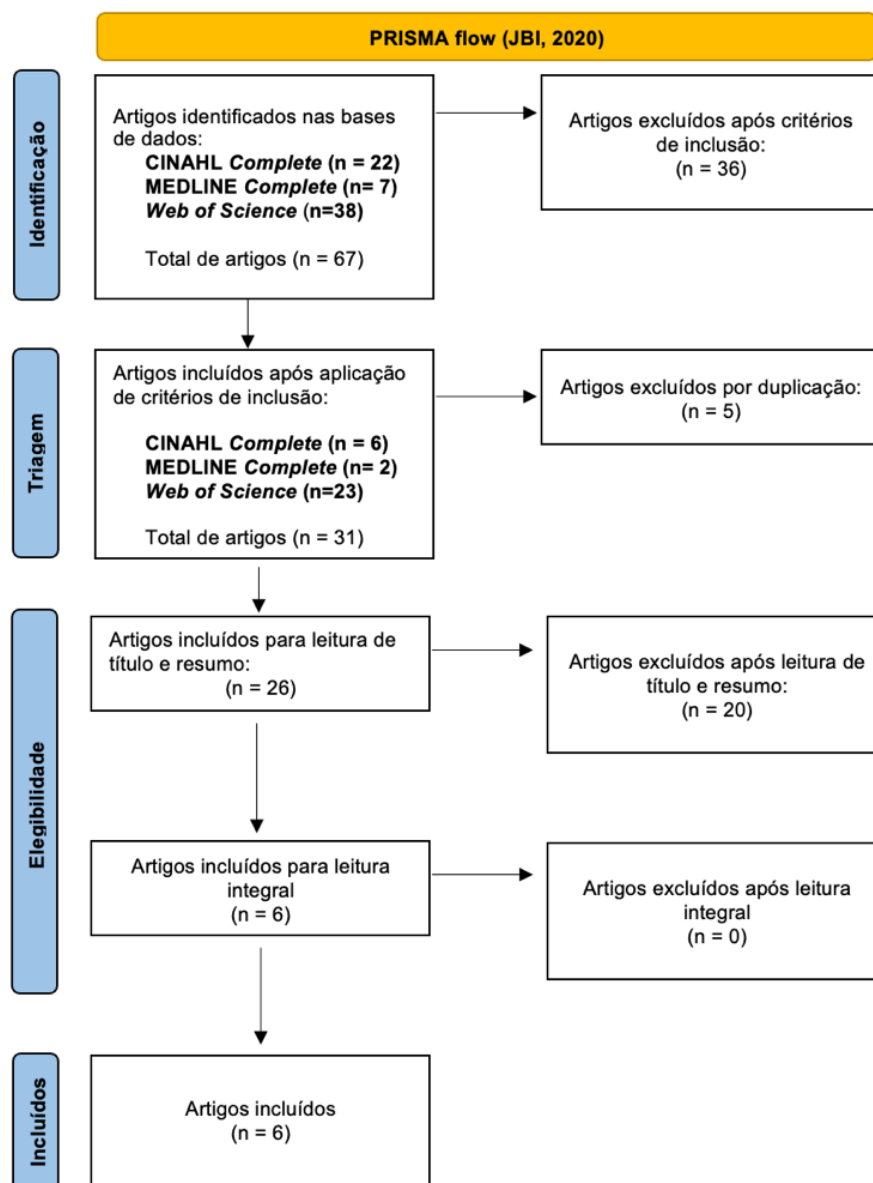 PRISMA flow (JBI, 2020)
Identificação
Artigos identificados nas bases
de dados:
CINAHL Complete (n = 22)
MEDLINE Complete (n= 7)
Web of Science (n=38)
Total de artigos (n = 67)
Artigos excluídos após critérios
de inclusão:
(n = 36)
Triagem
Artigos incluídos após aplicação
de critérios de inclusão:
CINAHL Complete (n = 6)
MEDLINE Complete (n= 2)
Web of Science (n=23)
Total de artigos (n = 31)
Artigos excluídos por duplicação:
(n = 5)
Elegibilidade
Artigos incluídos para leitura de
título e resumo:
(n = 26)
Artigos excluídos após leitura de
título e resumo:
(n = 20)
Artigos incluídos para leitura
integral
(n = 6)
Artigos excluídos após leitura
integral
(n = 0)
Incluídos
Artigos incluídos
(n = 6)